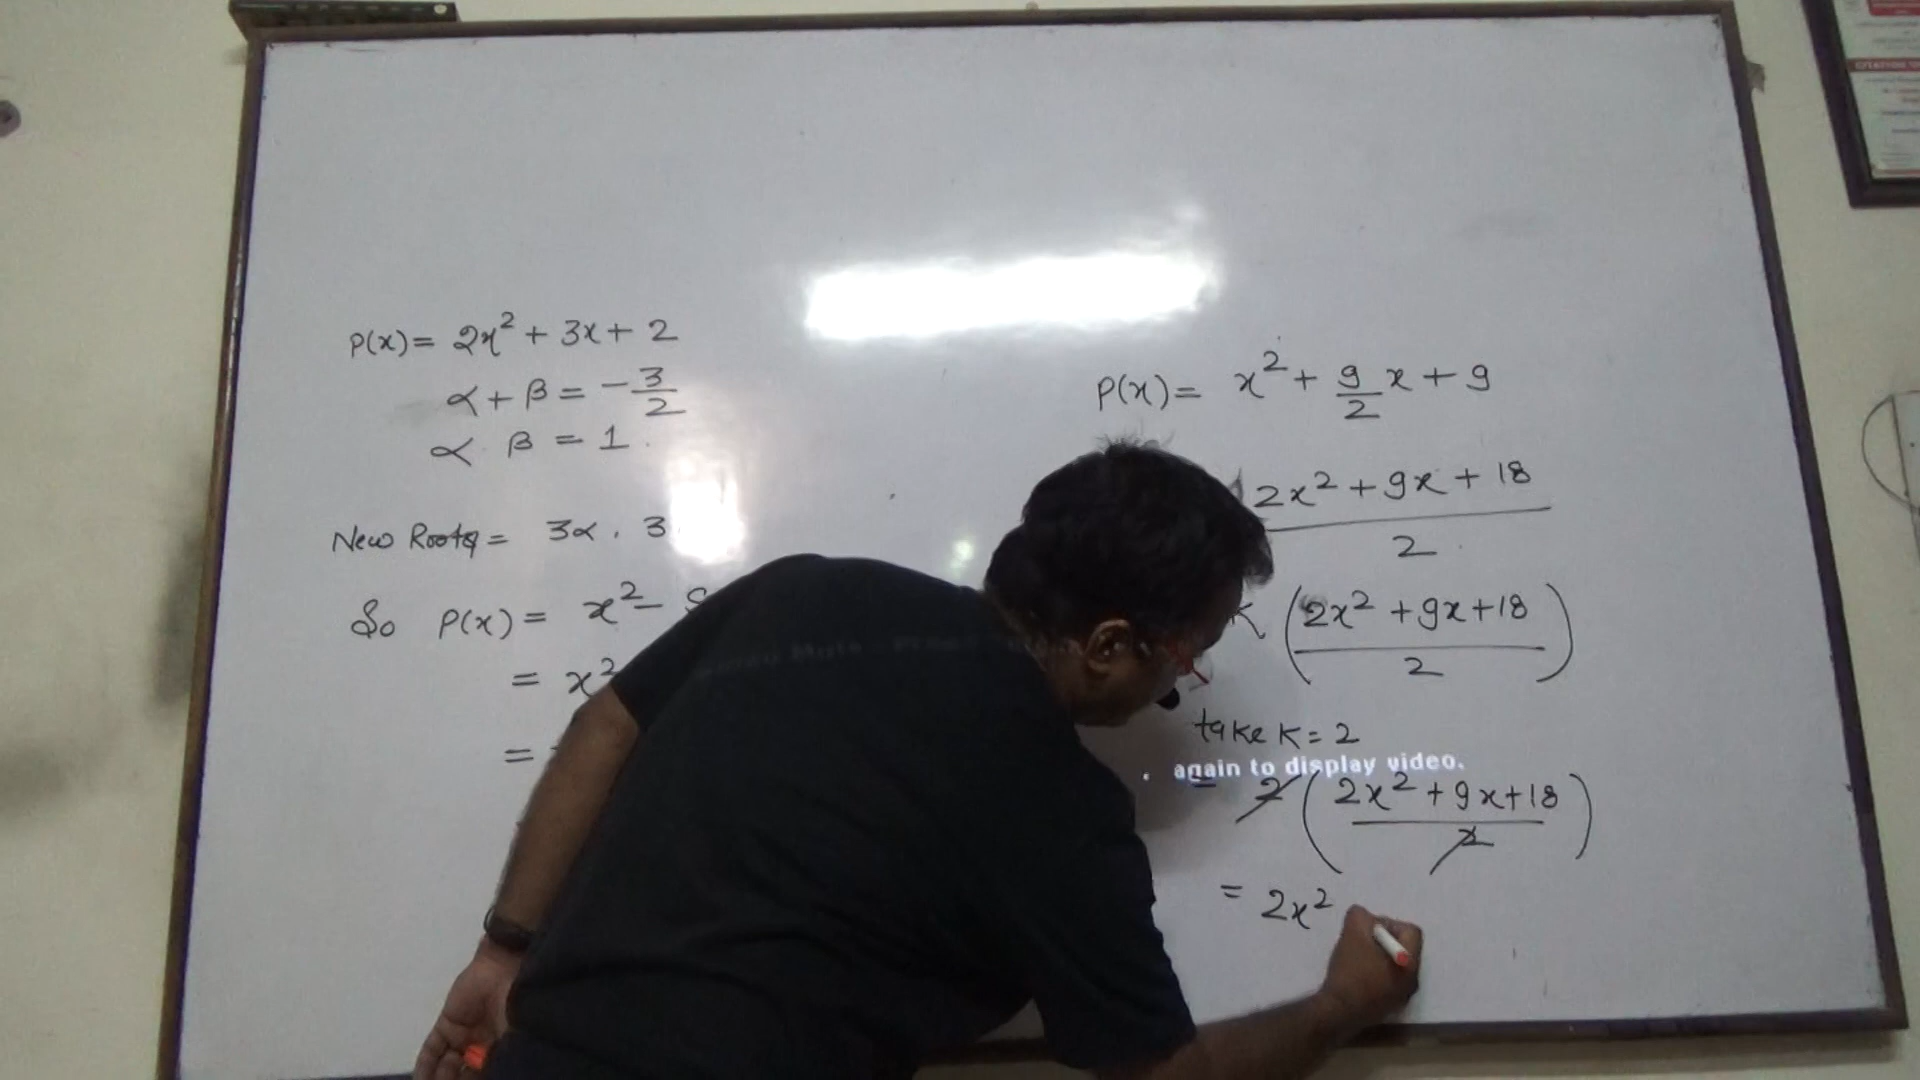 P(x) = 2x² + 3x + 2
α + β = -3/2
α β = 1
New Roots = 3α, 3
So P(x) = x² - S
= x²
=
P(x) = x² + 9/2 x + 9
2x² + 9x + 18 / 2
K (2x² + 9x + 18 / 2)
take K = 2
again to display video.
2 (2x² + 9x + 18 / 2)
= 2x²